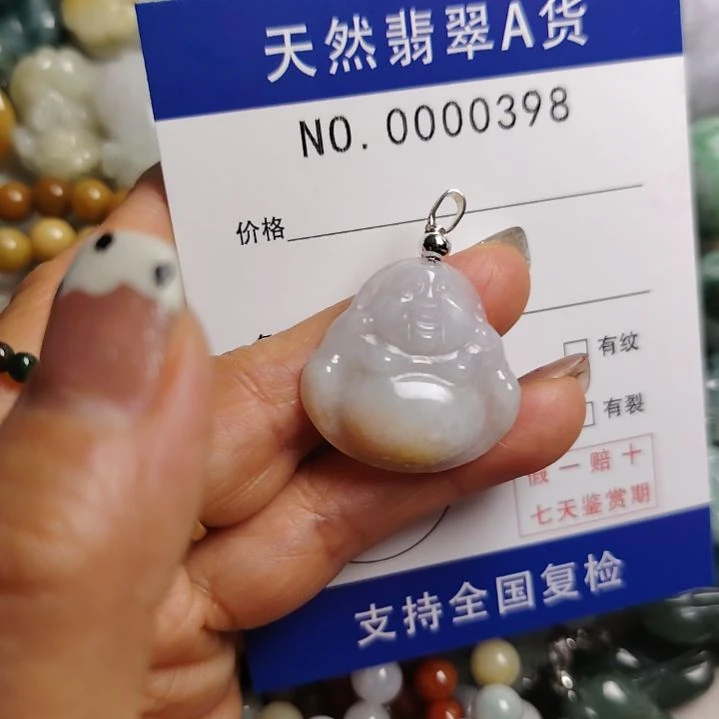 天然翡翠A货
NO.0000398
价格
有纹
有裂
假一赔十
七天鉴赏期
支持全国复检